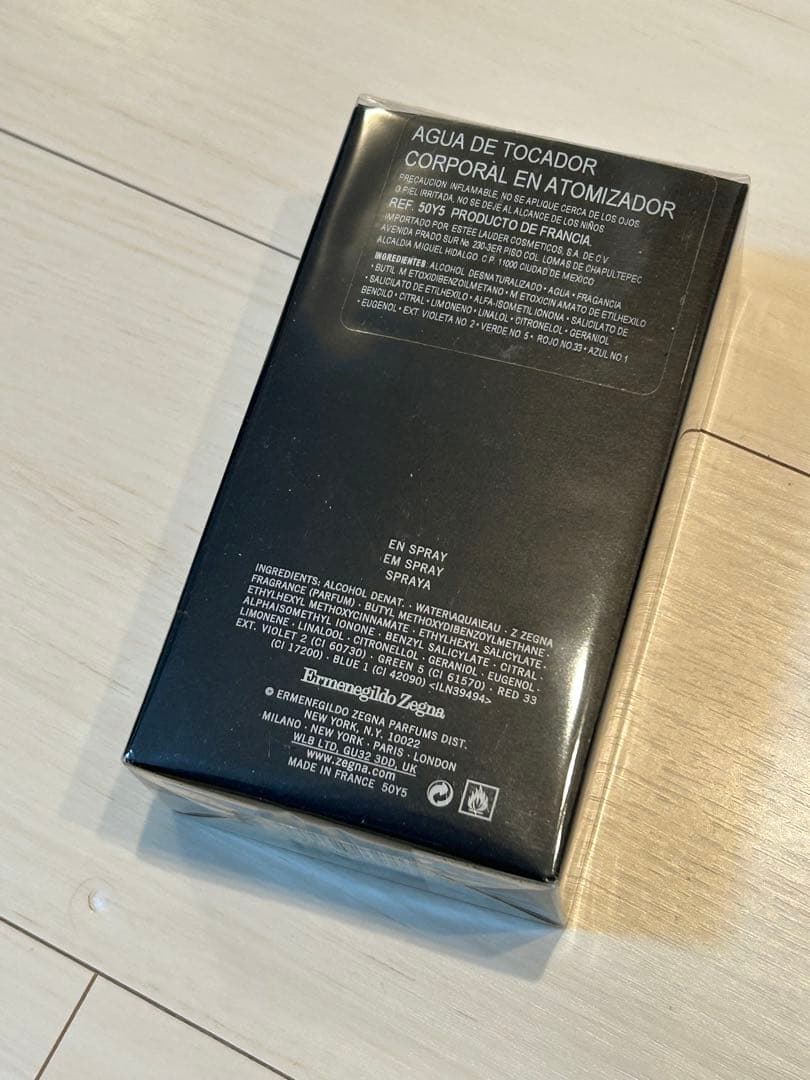 AGUA DE TOCADOR
CORPORAL EN ATOMIZADOR
PRECAUCION INFLAMABLE, NO SE APLIQUE CERCA DE LOS OJOS
O PIEL IRRITADA, NO SE DEJE AL ALCANCE DE LOS NIÑOS
REF. 50Y5 PRODUCTO DE FRANCIA.
IMPORTADO POR ESTÉE LAUDER COSMETICOS, S.A. DE C V
AVENIDA PRADO SUR No 230-3ER PISO COL. LOMAS DE CHAPULTEPEC
ALCALDIA MIGUEL HIDALGO C P. 11000 CIUDAD DE MEXICO
INGREDIENTES ALCOHOL DESNATURALIZADO • AGUA • FRAGANCIA
• BUTIL M ETOXIDIBENZOILMETANO • M ETOXICIN AMATO DE ETILHEXILO
• SALICILATO DE ETILHEXILO • ALFA-ISOMETIL IONONA • SALICILATO DE
BENCILO • CITRAL • LIMONENO • LINALOL • CITRONELOL • GERANIOL
• EUGENOL • EXT VIOLETA NO 2 • VERDE NO 5 • ROJO NO.33 • AZUL NO.1
EN SPRAY
EM SPRAY
SPRAYA
INGREDIENTS: ALCOHOL DENAT. · WATER\AQUA\EAU · Z ZEGNA
FRAGRANCE (PARFUM) · BUTYL METHOXYDIBENZOYLMETHANE ·
ETHYLHEXYL METHOXYCINNAMATE · ETHYLHEXYL SALICYLATE ·
ALPHAISOMETHYL IONONE · BENZYL SALICYLATE · CITRAL ·
LIMONENE · LINALOOL · CITRONELLOL · GERANIOL · EUGENOL ·
EXT. VIOLET 2 (CI 60730) · GREEN 5 (CI 61570) · RED 33
(CI 17200) · BLUE 1 (CI 42090) <ILN39494>
Ermenegildo Zegna
© ERMENEGILDO ZEGNA PARFUMS DIST.
NEW YORK, N.Y. 10022
MILANO · NEW YORK · PARIS · LONDON
WLB LTD, GU32 3DD, UK
www.zegna.com
MADE IN FRANCE 50Y5